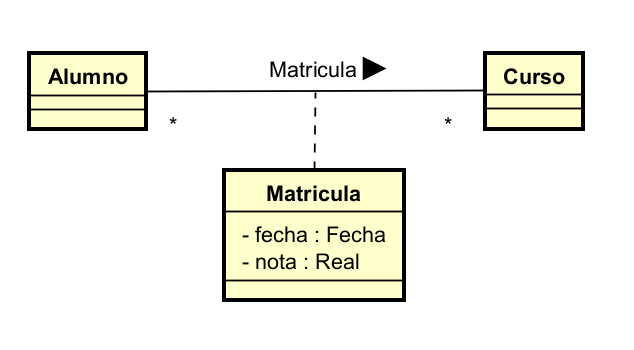 Matricula ▶
Alumno
Curso
*
*
Matricula
- fecha : Fecha
- nota : Real